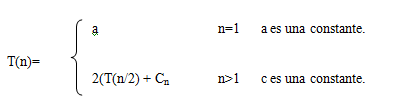 a n=1 a es una constante.
T(n)=
2(T(n/2) + Cn n>1 c es una constante.